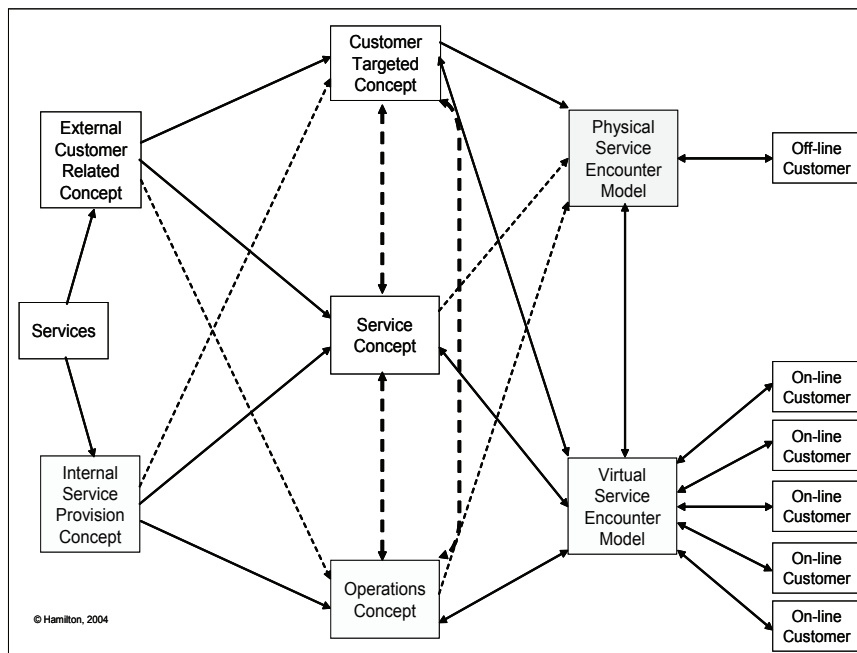 Customer
Targeted
Concept
External
Customer
Related
Concept
Physical
Service
Encounter
Model
Off-line
Customer
Services
Service
Concept
On-line
Customer
On-line
Customer
On-line
Customer
On-line
Customer
On-line
Customer
Internal
Service
Provision
Concept
Virtual
Service
Encounter
Model
Operations
Concept
© Hamilton, 2004